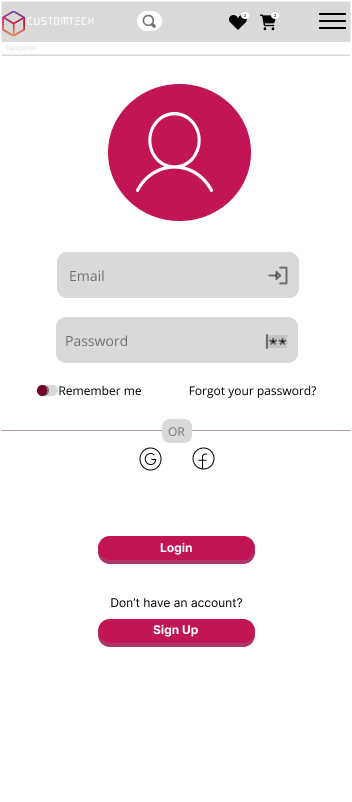 CUSTOMTECH
Categories
Email
Password
**
Remember me
Forgot your password?
OR
G f
Login
Don't have an account?
Sign Up